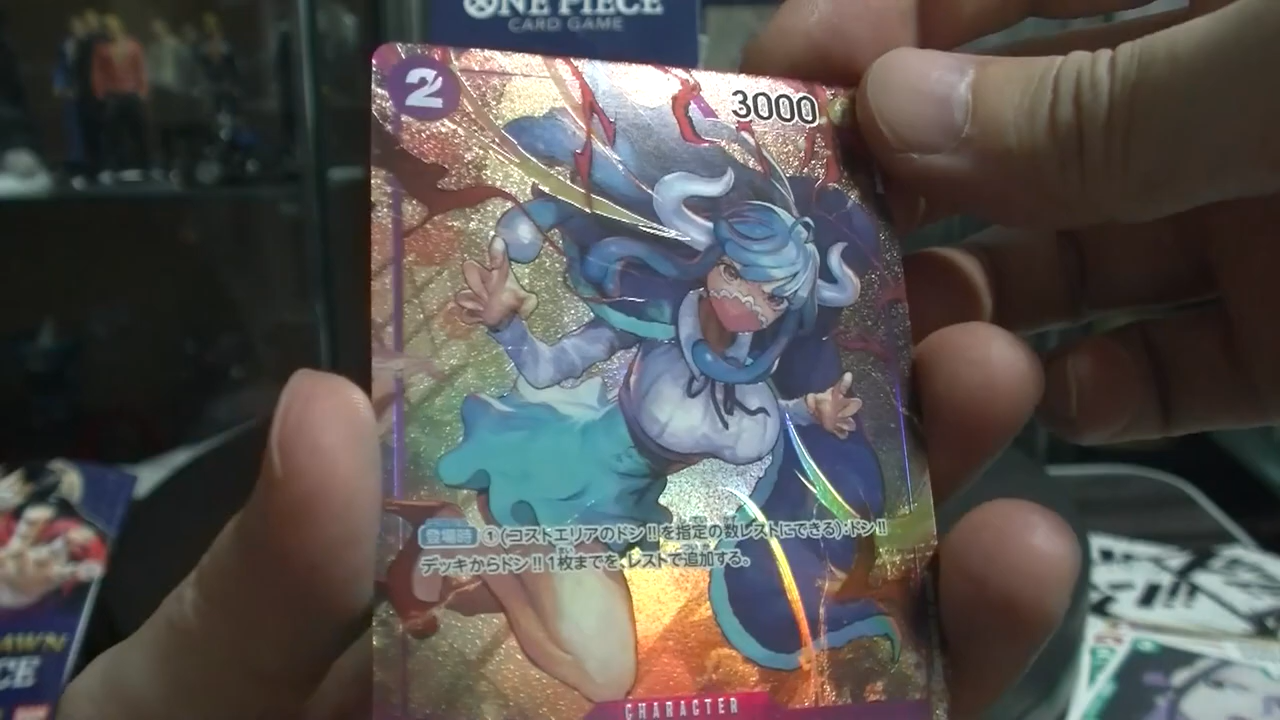 ONE PIECE
CARD GAME
2
3000
登場時 ①(コストエリアのドン!!を指定の数レストにできる):ドン!!
デッキからドン!!1枚までを、レストで追加する。
CHARACTER
AWN
CE